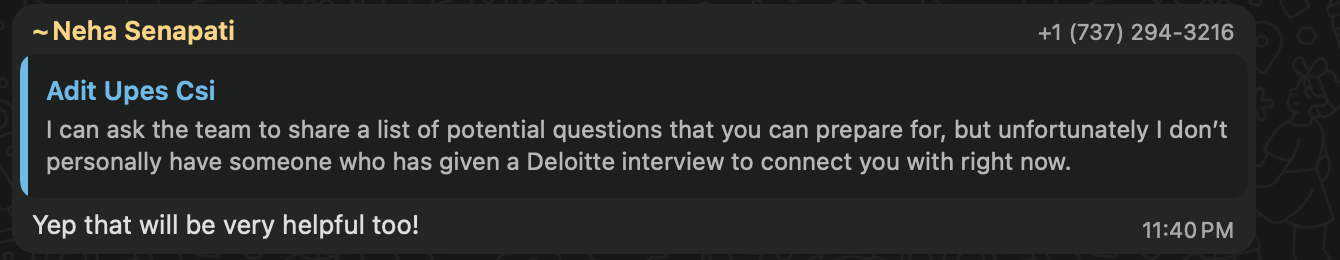 ~Neha Senapati
+1 (737) 294-3216
Adit Upes Csi
I can ask the team to share a list of potential questions that you can prepare for, but unfortunately I don’t
personally have someone who has given a Deloitte interview to connect you with right now.
Yep that will be very helpful too!
11:40 PM